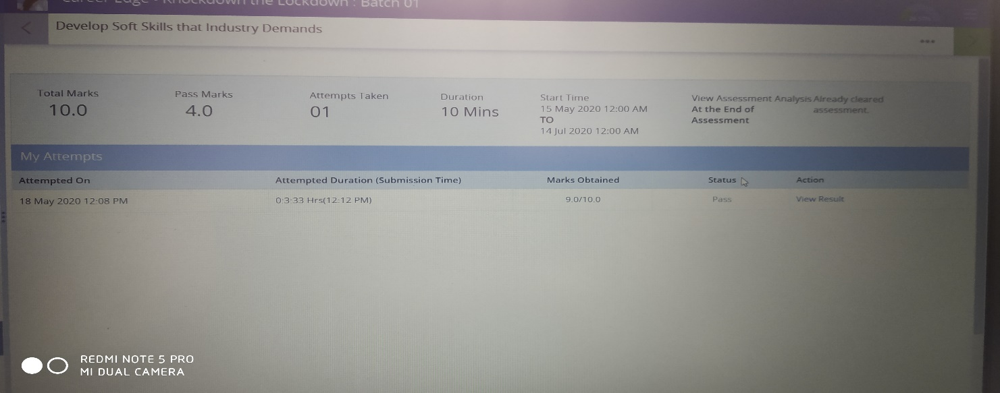 Career Edge - Knockdown the Lockdown : Batch 01
Develop Soft Skills that Industry Demands
Total Marks
10.0
Pass Marks
4.0
Attempts Taken
01
Duration
10 Mins
Start Time
15 May 2020 12:00 AM
TO
14 Jul 2020 12:00 AM
View Assessment Analysis
At the End of
Assessment
Already cleared
assessment.
My Attempts
Attempted On Attempted Duration (Submission Time) Marks Obtained Status Action
18 May 2020 12:08 PM 0:3:33 Hrs(12:12 PM) 9.0/10.0 Pass View Result
REDMI NOTE 5 PRO
MI DUAL CAMERA